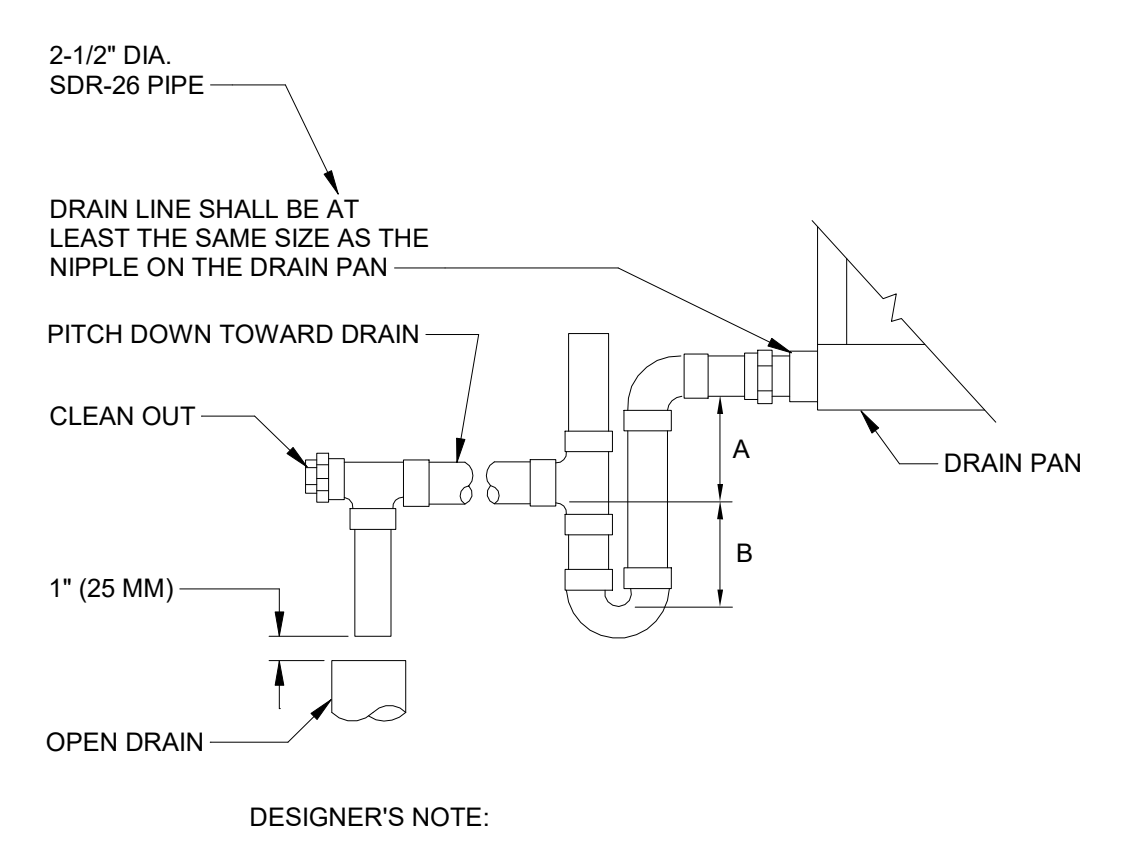 2-1/2" DIA.
SDR-26 PIPE
DRAIN LINE SHALL BE AT
LEAST THE SAME SIZE AS THE
NIPPLE ON THE DRAIN PAN
PITCH DOWN TOWARD DRAIN
CLEAN OUT
A
DRAIN PAN
B
1" (25 MM)
OPEN DRAIN
DESIGNER'S NOTE: